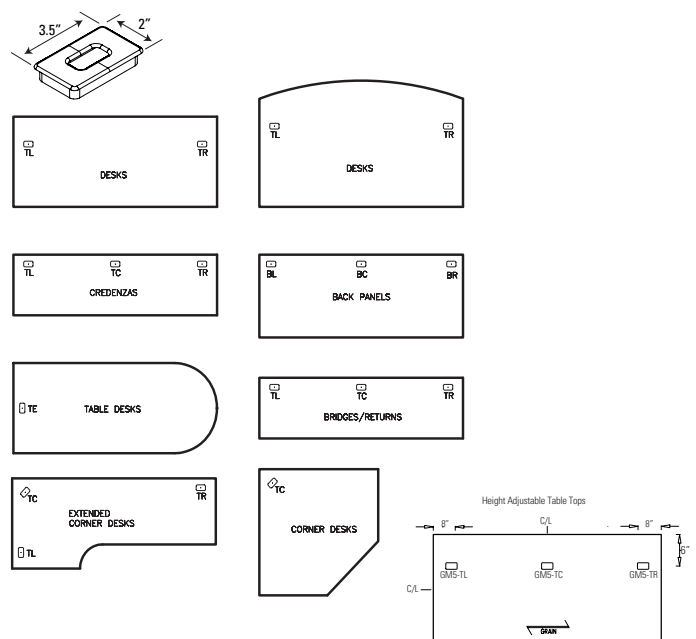 3.5” 2”
TL TR
DESKS
TL TR
DESKS
TL TC TR
CREDENZAS
BL BC BR
BACK PANELS
TE TABLE DESKS
TL TC TR
BRIDGES/RETURNS
TC TR
EXTENDED
CORNER DESKS
TL
TC
CORNER DESKS
Height Adjustable Table Tops
8” C/L 8”
6”
GM5-TL GM5-TC GM5-TR
C/L
GRAIN